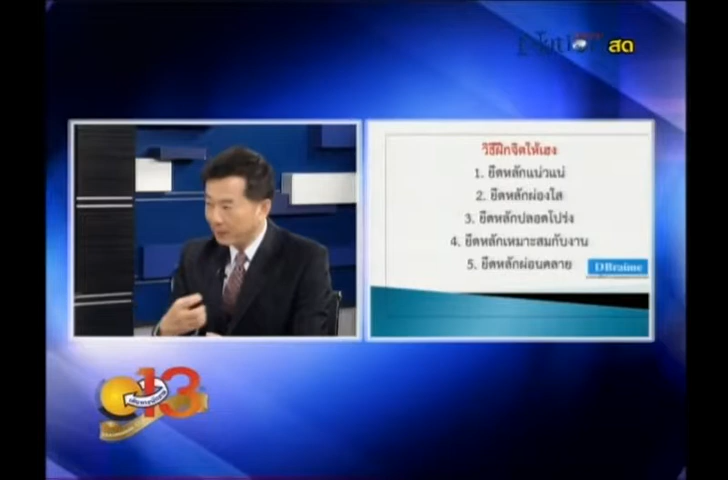 สด
วิธีฝึกจิตให้เฮง
1. ยึดหลักแน่วแน่
2. ยึดหลักผ่องใส
3. ยึดหลักปลอดโปร่ง
4. ยึดหลักเหมาะสมกับงาน
5. ยึดหลักผ่อนคลาย
DBraime
13